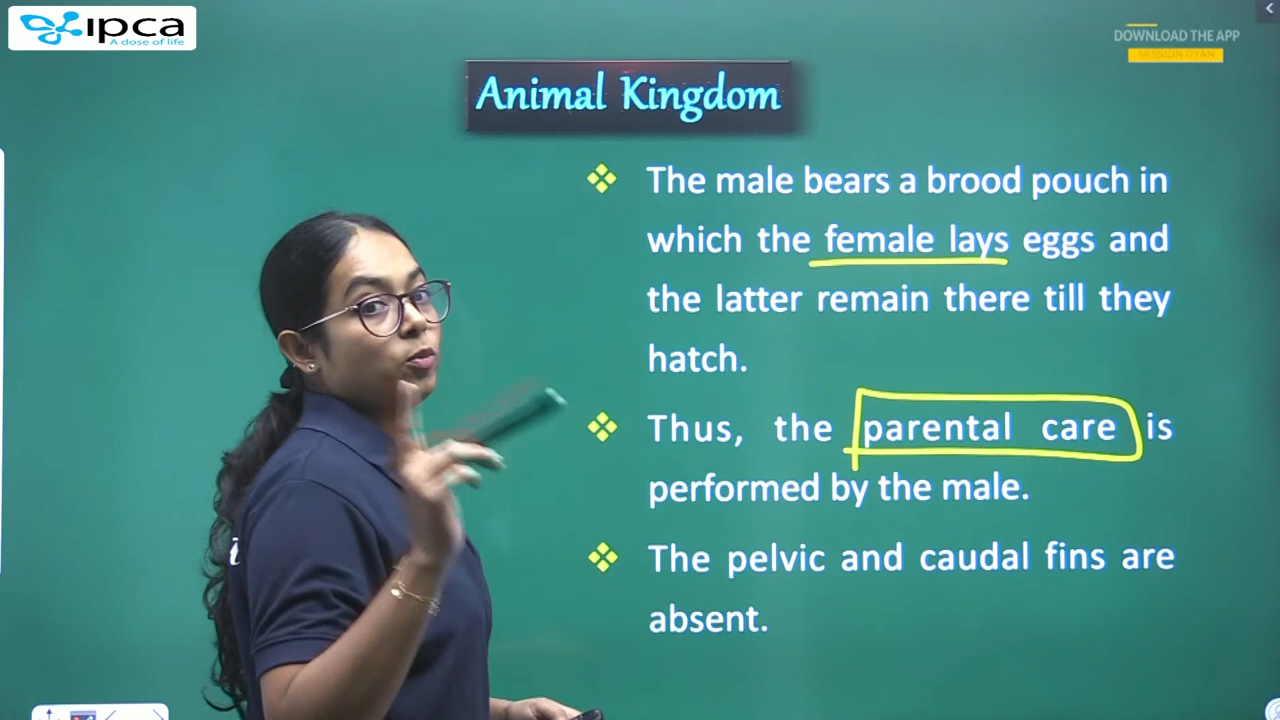 ipca
A dose of life
DOWNLOAD THE APP
MISSION GYAN
Animal Kingdom
The male bears a brood pouch in
which the female lays eggs and
the latter remain there till they
hatch.
Thus, the parental care is
performed by the male.
The pelvic and caudal fins are
absent.